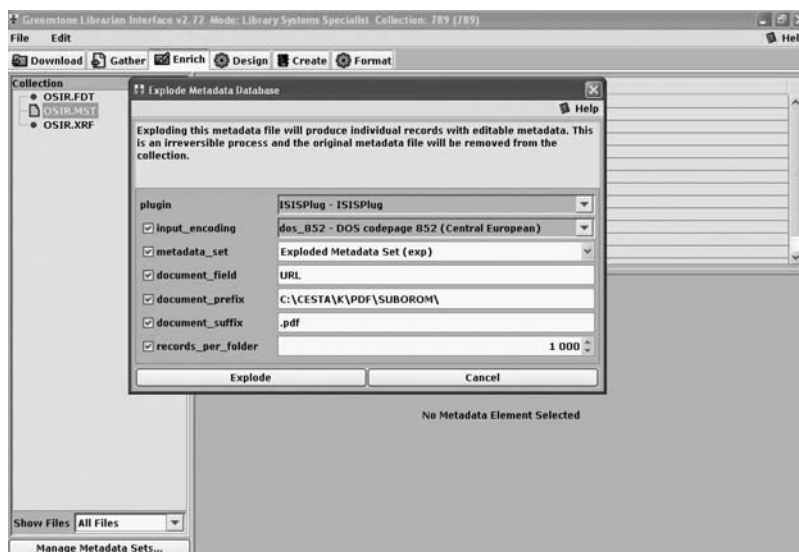 Greenstone Librarian Interface v2.72 Mode: Library Systems Specialist Collection: 789 (789)
File Edit Help
Download Gather Enrich Design Create Format
Collection
OSIR.FDT
OSIR.MST
OSIR.XRF
Explode Metadata Database
Help
Exploding this metadata file will produce individual records with editable metadata. This
is an irreversible process and the original metadata file will be removed from the
collection.
plugin ISISPlug - ISISPlug
input_encoding dos_852 - DOS codepage 852 (Central European)
metadata_set Exploded Metadata Set (exp)
document_field URL
document_prefix C:\CESTA\K\PDF\SUBOROM\
document_suffix .pdf
records_per_folder 1 000
Explode Cancel
No Metadata Element Selected
Show Files All Files
Manage Metadata Sets...